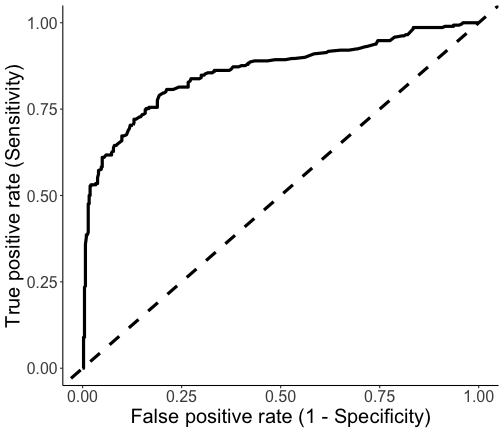 True positive rate (Sensitivity)
1.00
0.75
0.50
0.25
0.00
0.00 0.25 0.50 0.75 1.00
False positive rate (1 - Specificity)